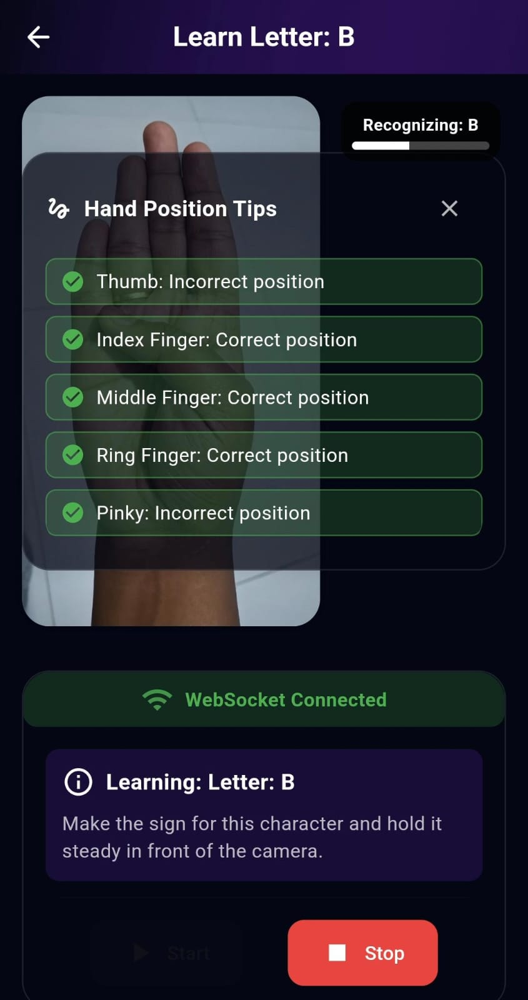 Learn Letter: B
Recognizing: B
Hand Position Tips
Thumb: Incorrect position
Index Finger: Correct position
Middle Finger: Correct position
Ring Finger: Correct position
Pinky: Incorrect position
WebSocket Connected
Learning: Letter: B
Make the sign for this character and hold it
steady in front of the camera.
Start
Stop